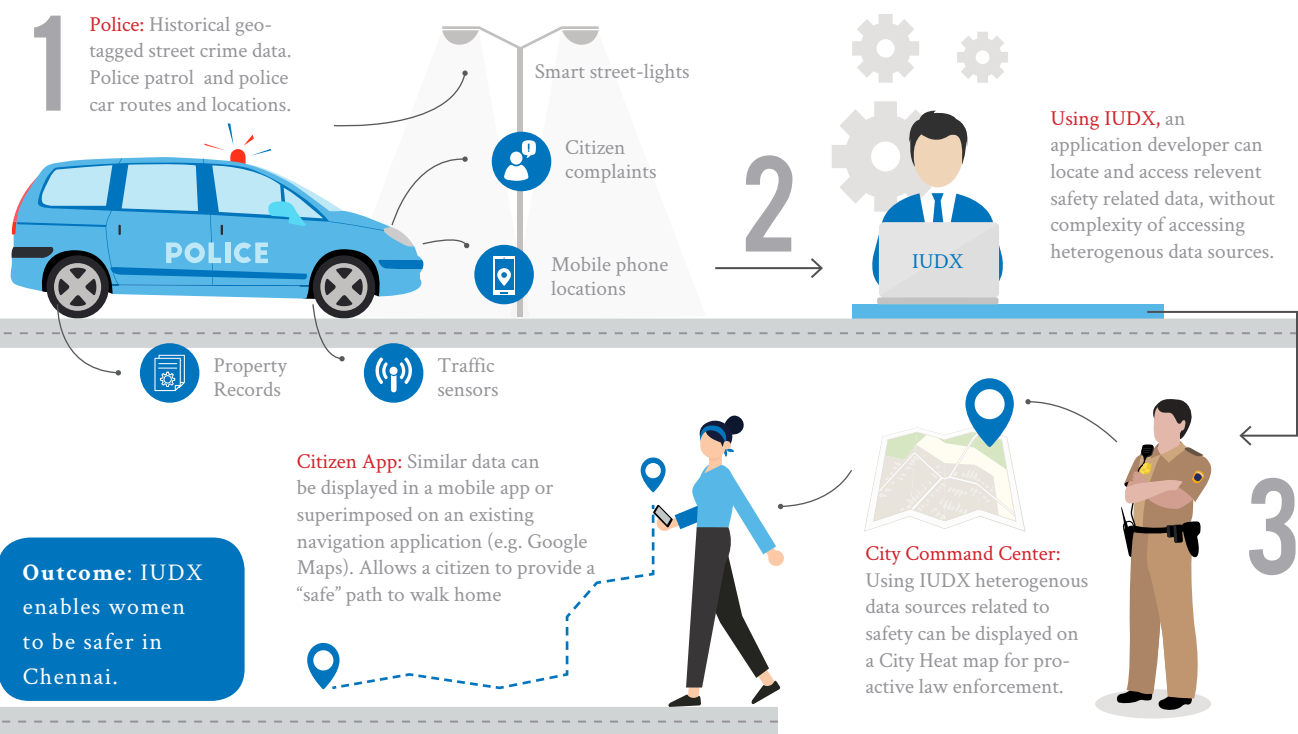 1
Police: Historical geo-
tagged street crime data.
Police patrol and police
car routes and locations.
Smart street-lights
Citizen
complaints
Mobile phone
locations
POLICE
Property
Records
Traffic
sensors
2
IUDX
Using IUDX, an
application developer can
locate and access relevent
safety related data, without
complexity of accessing
heterogenous data sources.
3
City Command Center:
Using IUDX heterogenous
data sources related to
safety can be displayed on
a City Heat map for pro-
active law enforcement.
Citizen App: Similar data can
be displayed in a mobile app or
superimposed on an existing
navigation application (e.g. Google
Maps). Allows a citizen to provide a
“safe” path to walk home
Outcome: IUDX
enables women
to be safer in
Chennai.